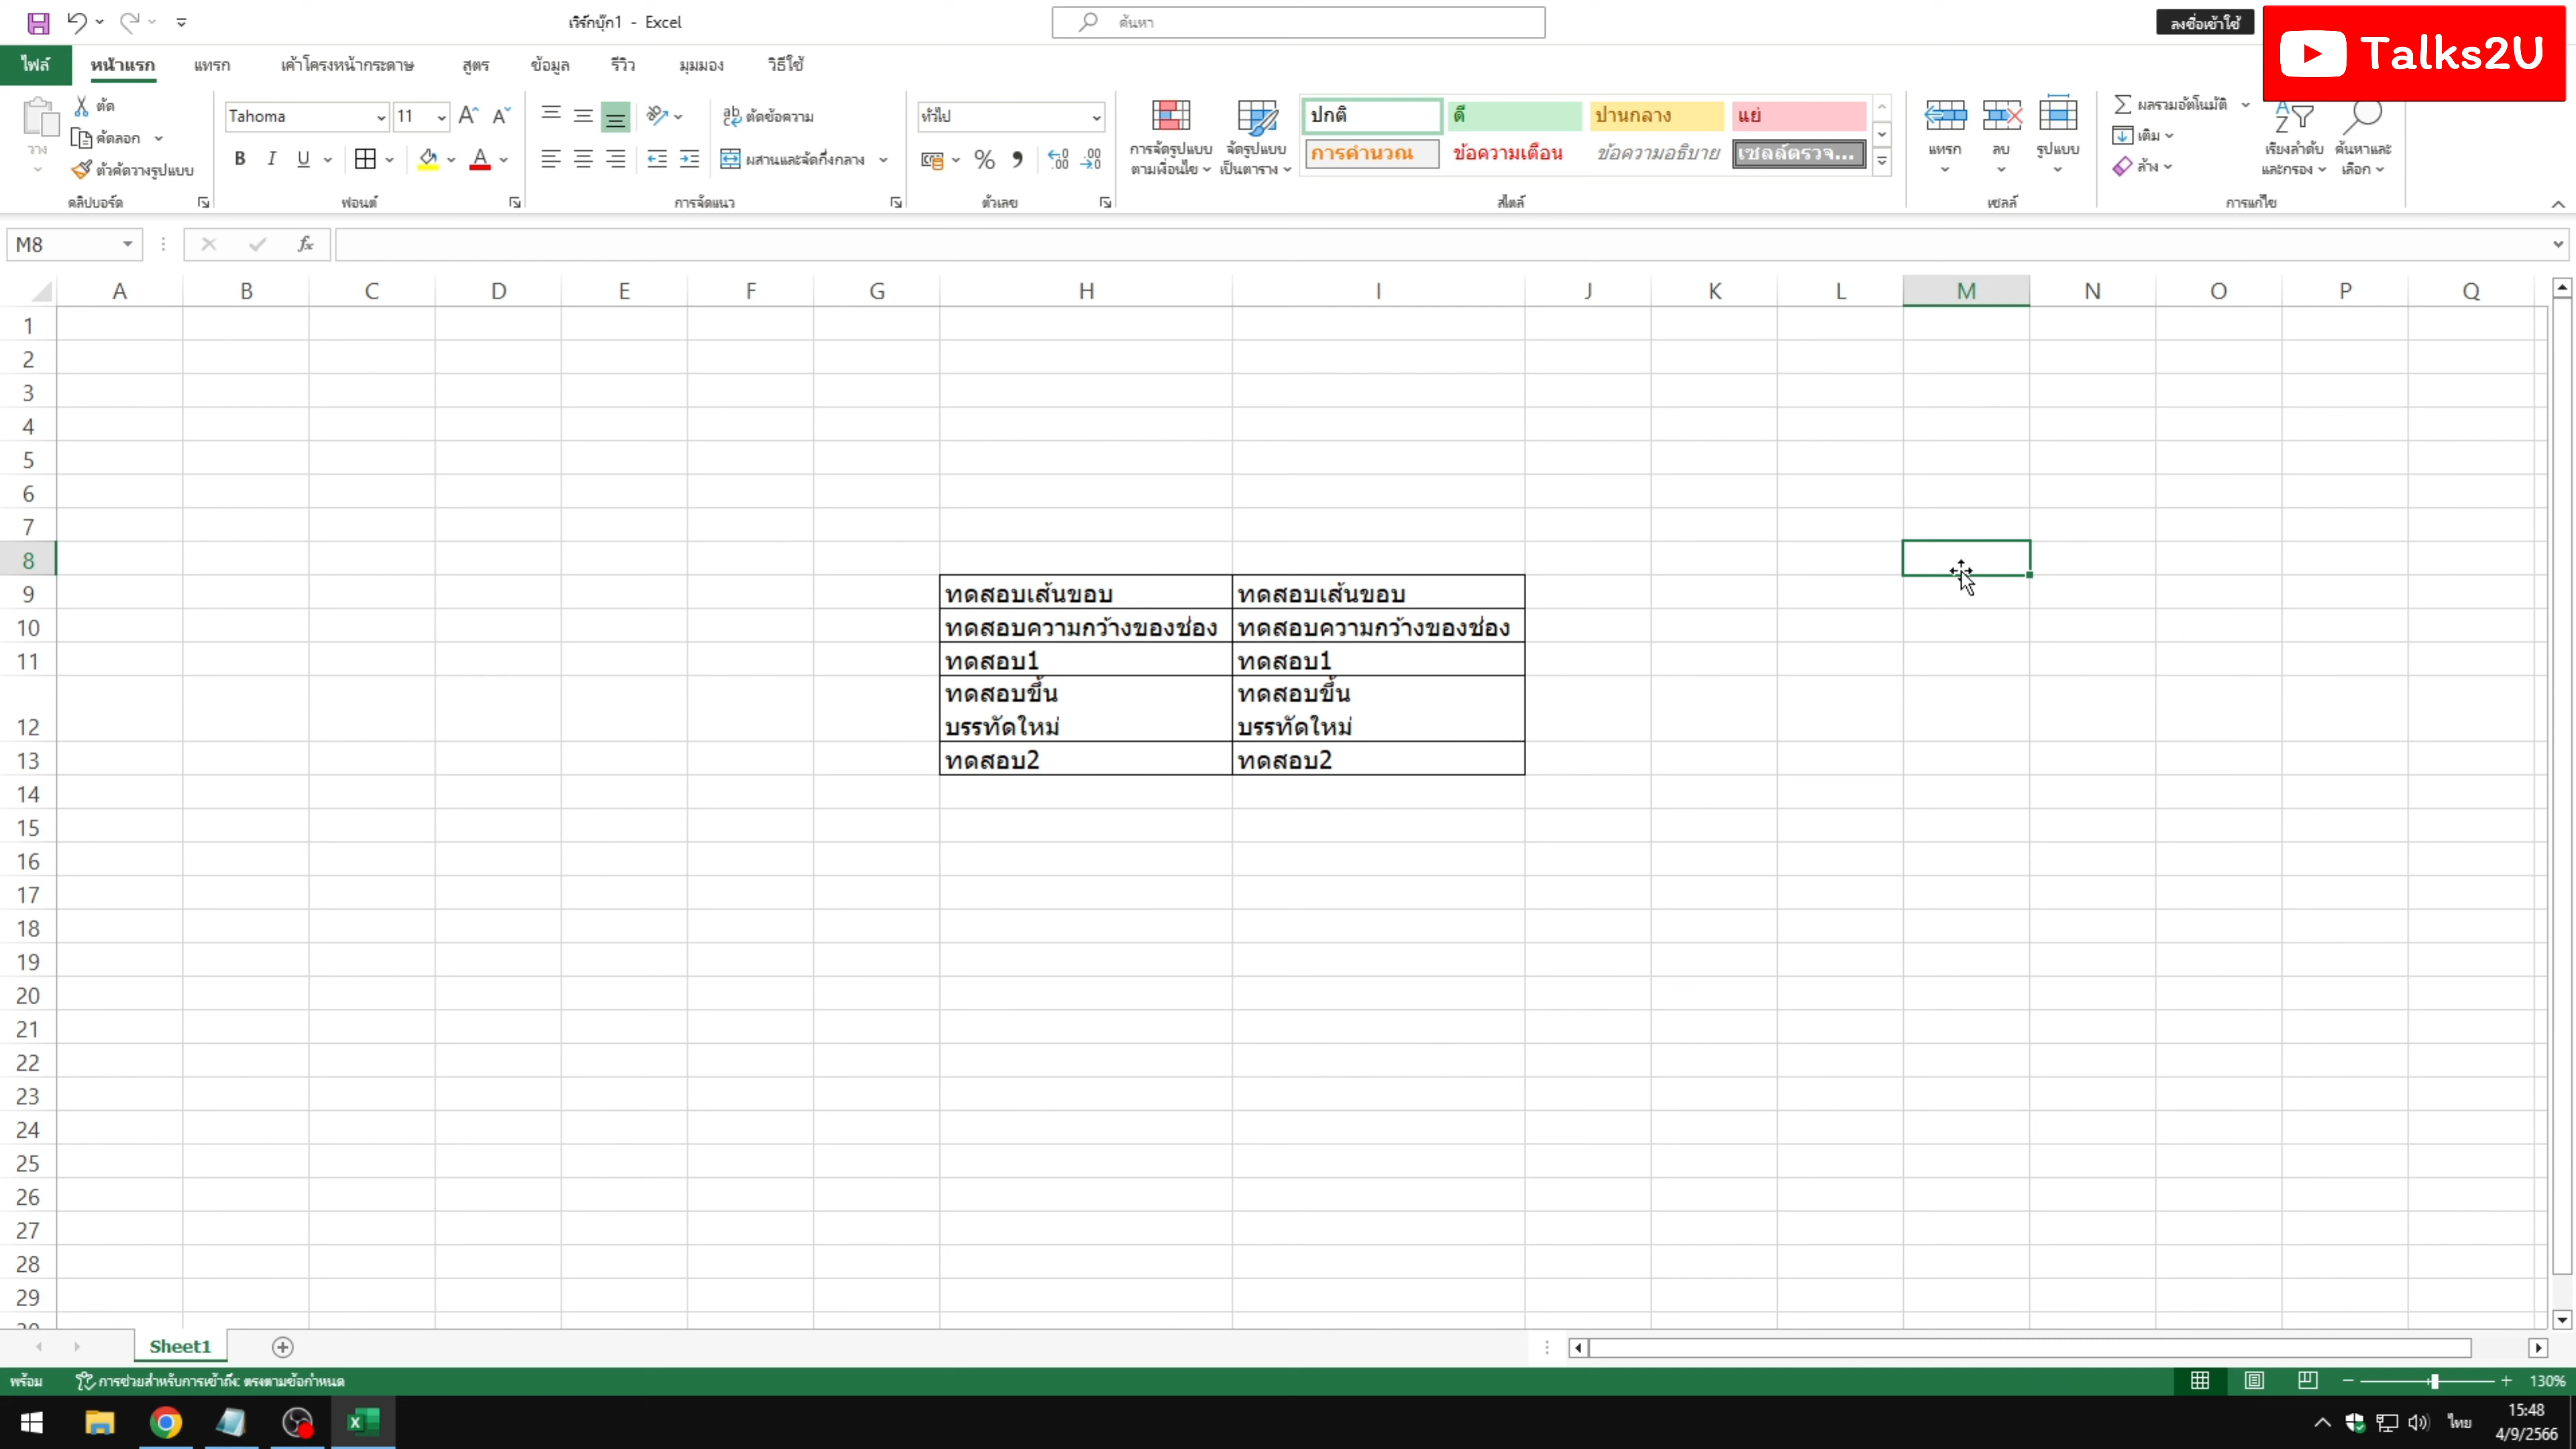 เวิร์กบุ๊ก1 - Excel
ค้นหา
ลงชื่อเข้าใช้
Talks2U
ไฟล์ หน้าแรก แทรก เค้าโครงหน้ากระดาษ สูตร ข้อมูล รีวิว มุมมอง วิธีใช้
วาง
ตัด
คัดลอก
ตัวคัดวางรูปแบบ
คลิปบอร์ด
Tahoma 11
B I U
ฟอนต์
ตัดข้อความ
ผสานและจัดกึ่งกลาง
การจัดแนว
ทั่วไป
ตัวเลข
การจัดรูปแบบ
ตามเงื่อนไข
จัดรูปแบบ
เป็นตาราง
ปกติ ดี ปานกลาง แย่
การคำนวณ ข้อความเตือน ข้อความอธิบาย เซลล์ตรวจ...
สไตล์
แทรก ลบ รูปแบบ
เซลล์
ผลรวมอัตโนมัติ
เติม
ล้าง
เรียงลำดับ
และกรอง
ค้นหาและ
เลือก
การแก้ไข
M8
fx
A B C D E F G H I J K L M N O P Q
1
2
3
4
5
6
7
8
9 ทดสอบเส้นขอบ ทดสอบเส้นขอบ
10 ทดสอบความกว้างของช่อง ทดสอบความกว้างของช่อง
11 ทดสอบ1 ทดสอบ1
ทดสอบขึ้น ทดสอบขึ้น
12 บรรทัดใหม่ บรรทัดใหม่
13 ทดสอบ2 ทดสอบ2
14
15
16
17
18
19
20
21
22
23
24
25
26
27
28
29
Sheet1
พร้อม การช่วยสำหรับการเข้าถึง: ตรงตามข้อกำหนด
130%
ไทย
15:48
4/9/2566